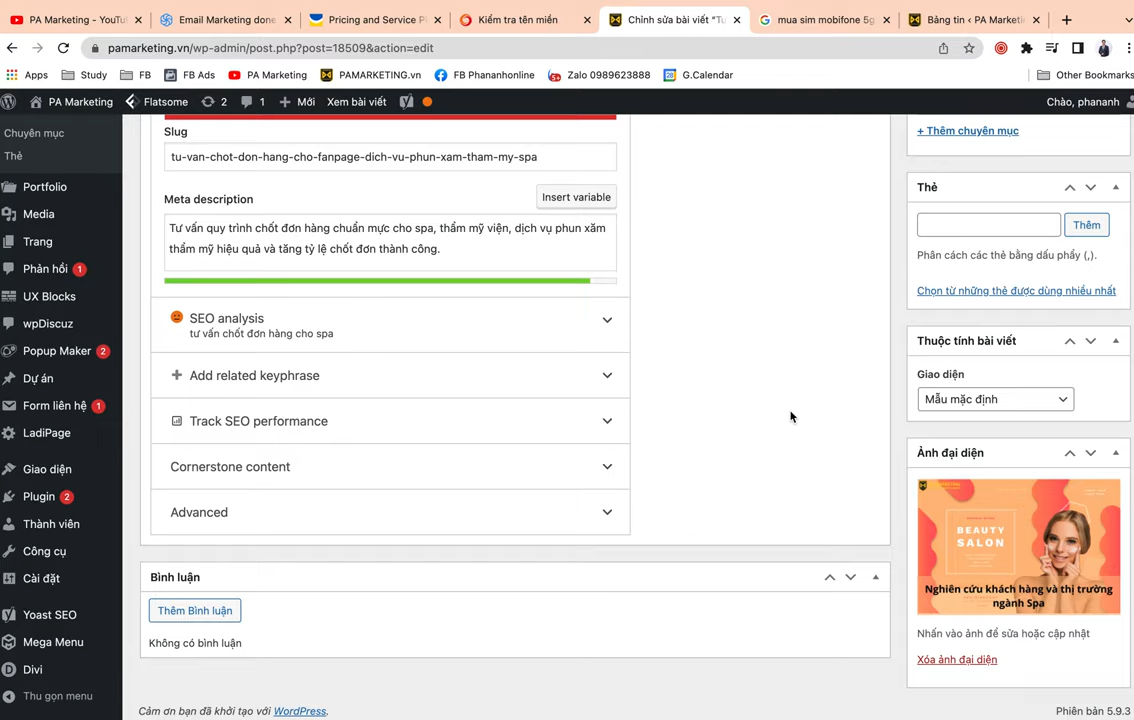 PA Marketing - YouTu
Email Marketing done
Pricing and Service P
Kiểm tra tên miền
Chỉnh sửa bài viết "Tư
mua sim mobifone 5g
Bảng tin ‹ PA Marketi
pamarketing.vn/wp-admin/post.php?post=18509&action=edit
Apps
Study
FB
FB Ads
PA Marketing
PAMARKETING.vn
FB Phananhonline
Zalo 0989623888
G.Calendar
Other Bookmarks
PA Marketing
Flatsome
2
1
Mới
Xem bài viết
Chào, phananh
Chuyên mục
Thẻ
Portfolio
Media
Trang
Phản hồi 1
UX Blocks
wpDiscuz
Popup Maker 2
Dự án
Form liên hệ 1
LadiPage
Giao diện
Plugin 2
Thành viên
Công cụ
Cài đặt
Yoast SEO
Mega Menu
Divi
Thu gọn menu
Slug
tu-van-chot-don-hang-cho-fanpage-dich-vu-phun-xam-tham-my-spa
Meta description
Insert variable
Tư vấn quy trình chốt đơn hàng chuẩn mực cho spa, thẩm mỹ viện, dịch vụ phun xăm
thẩm mỹ hiệu quả và tăng tỷ lệ chốt đơn thành công.
SEO analysis
tư vấn chốt đơn hàng cho spa
Add related keyphrase
Track SEO performance
Cornerstone content
Advanced
Bình luận
Thêm Bình luận
Không có bình luận
Cảm ơn bạn đã khởi tạo với WordPress.
+ Thêm chuyên mục
Thẻ
Thêm
Phân cách các thẻ bằng dấu phẩy (,).
Chọn từ những thẻ được dùng nhiều nhất
Thuộc tính bài viết
Giao diện
Mẫu mặc định
Ảnh đại diện
BEAUTY
SALON
Nghiên cứu khách hàng và thị trường
ngành Spa
Nhấn vào ảnh để sửa hoặc cập nhật
Xóa ảnh đại diện
Phiên bản 5.9.3